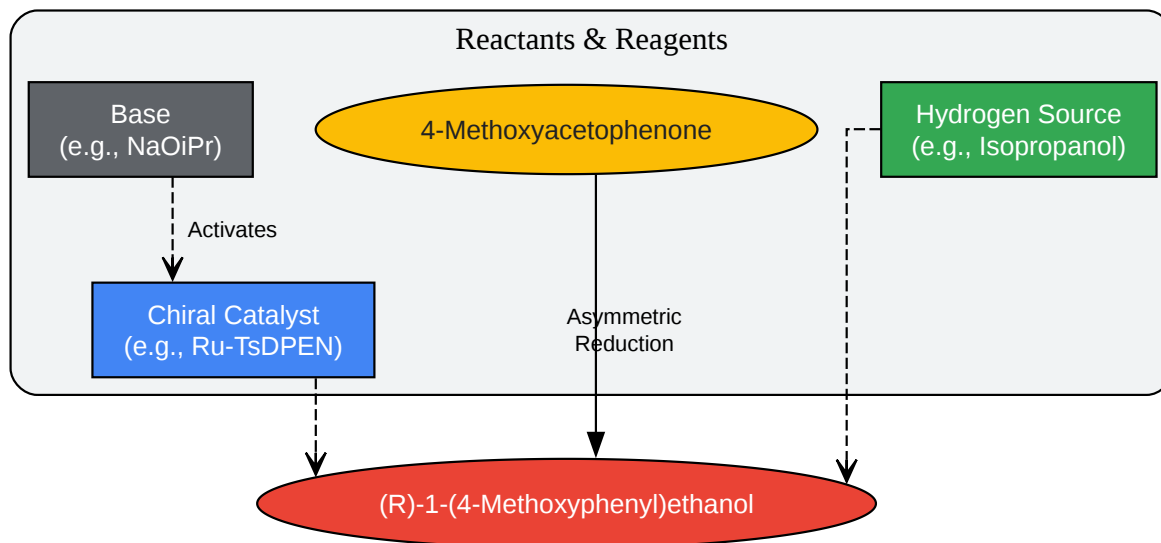 Reactants & Reagents
Base
(e.g., NaOiPr)
4-Methoxyacetophenone
Hydrogen Source
(e.g., Isopropanol)
Activates
Chiral Catalyst
(e.g., Ru-TsDPEN)
Asymmetric
Reduction
(R)-1-(4-Methoxyphenyl)ethanol